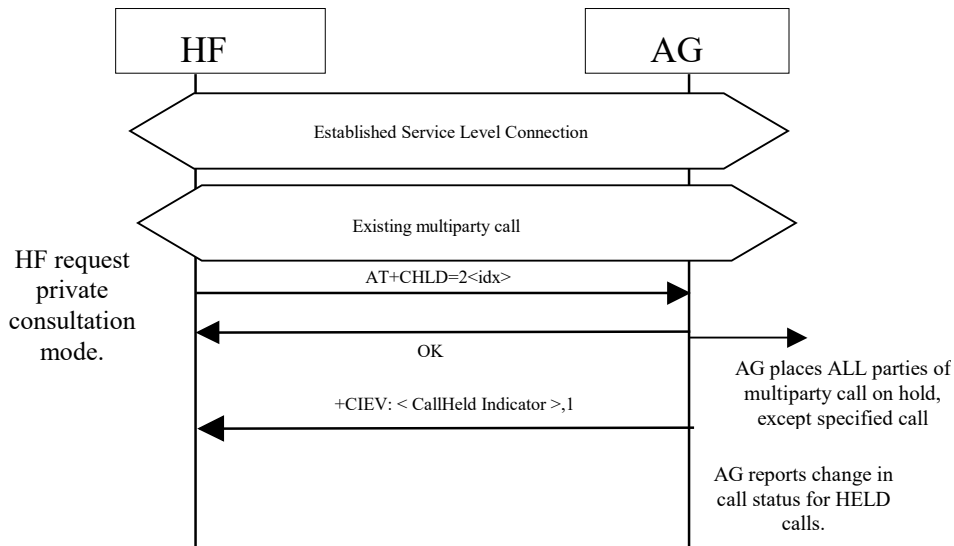 HF
AG
Established Service Level Connection
Existing multiparty call
HF request
private
consultation
mode.
AT+CHLD=2<idx>
OK
AG places ALL parties of
multiparty call on hold,
except specified call
+CIEV: < CallHeld Indicator >,1
AG reports change in
call status for HELD
calls.